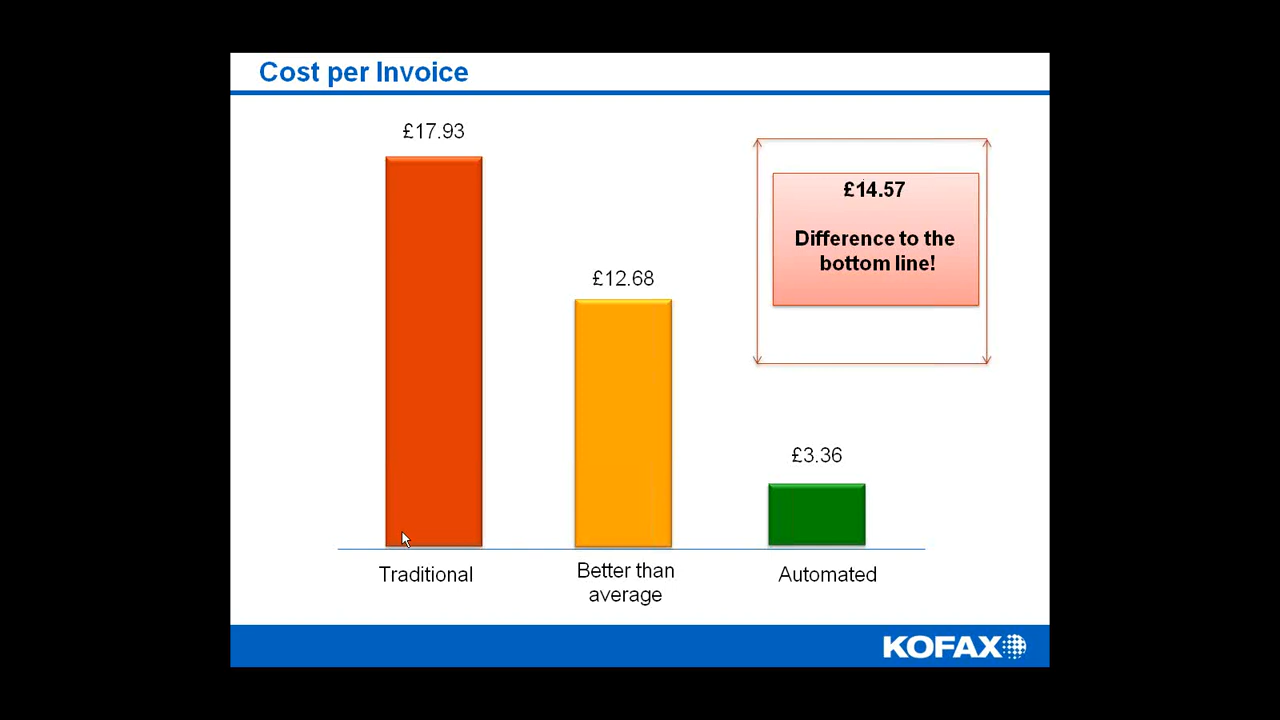 Cost per Invoice
£17.93
£14.57
Difference to the
bottom line!
£12.68
£3.36
Traditional
Better than
average
Automated
KOFAX